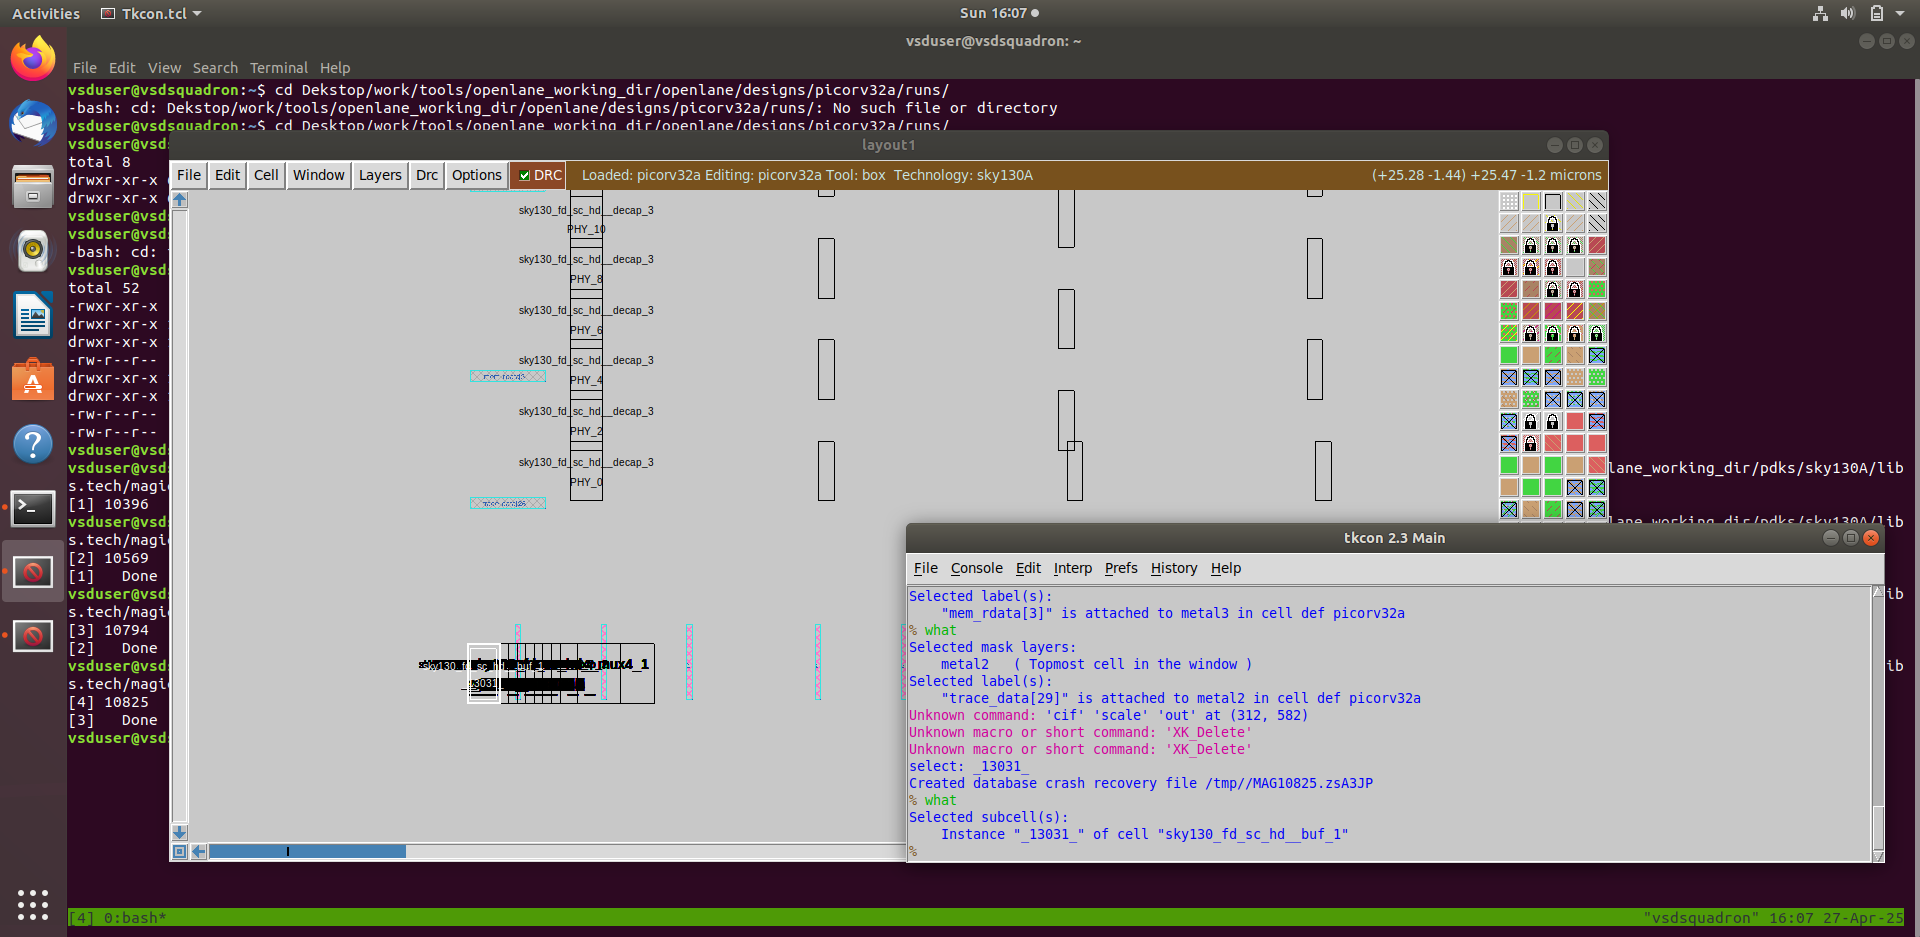 Activities Tkcon.tcl Sun 16:07
vsduser@vsdsquadron: ~
File Edit View Search Terminal Help
vsduser@vsdsquadron:~$ cd Dekstop/work/tools/openlane_working_dir/openlane/designs/picorv32a/runs/
-bash: cd: Dekstop/work/tools/openlane_working_dir/openlane/designs/picorv32a/runs/: No such file or directory
vsduser@vsdsquadron:~$ cd Desktop/work/tools/openlane_working_dir/openlane/designs/picorv32a/runs/
vsduser@vsd
total 8
drwxr-xr-x
drwxr-xr-x
vsduser@vsd
-bash: cd:
vsduser@vsd
total 52
-rwxr-xr-x
drwxr-xr-x
drwxr-xr-x
-rw-r--r--
drwxr-xr-x
drwxr-xr-x
-rw-r--r--
-rw-r--r--
vsduser@vsd
vsduser@vsd lane_working_dir/pdks/sky130A/lib
s.tech/magi
[1] 10396
vsduser@vsd lane_working_dir/pdks/sky130A/lib
s.tech/magi
[2] 10569
[1] Done
vsduser@vsd ib
s.tech/magi
[3] 10794
[2] Done
vsduser@vsd ib
s.tech/magi
[4] 10825
[3] Done
vsduser@vsd
layout1
File Edit Cell Window Layers Drc Options DRC Loaded: picorv32a Editing: picorv32a Tool: box Technology: sky130A (+25.28 -1.44) +25.47 -1.2 microns
sky130_fd_sc_hd__decap_3
PHY_10
sky130_fd_sc_hd__decap_3
PHY_8
sky130_fd_sc_hd__decap_3
PHY_6
sky130_fd_sc_hd__decap_3
PHY_4
sky130_fd_sc_hd__decap_3
PHY_2
sky130_fd_sc_hd__decap_3
PHY_0
sky130_fd_sc_hd__buf_1 mux4_1
_13031_
tkcon 2.3 Main
File Console Edit Interp Prefs History Help
Selected label(s):
"mem_rdata[3]" is attached to metal3 in cell def picorv32a
% what
Selected mask layers:
metal2 ( Topmost cell in the window )
Selected label(s):
"trace_data[29]" is attached to metal2 in cell def picorv32a
Unknown command: 'cif' 'scale' 'out' at (312, 582)
Unknown macro or short command: 'XK_Delete'
Unknown macro or short command: 'XK_Delete'
select: _13031_
Created database crash recovery file /tmp//MAG10825.zsA3JP
% what
Selected subcell(s):
Instance "_13031_" of cell "sky130_fd_sc_hd__buf_1"
%
[4] 0:bash* "vsdsquadron" 16:07 27-Apr-25